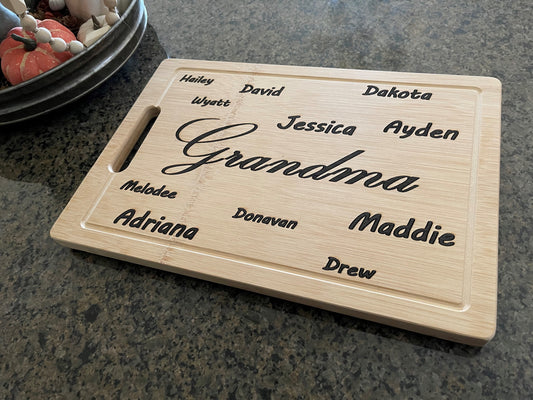 Hailey
David
Dakota
Wyatt
Jessica
Ayden
Grandma
Melodee
Adriana
Donavan
Maddie
Drew